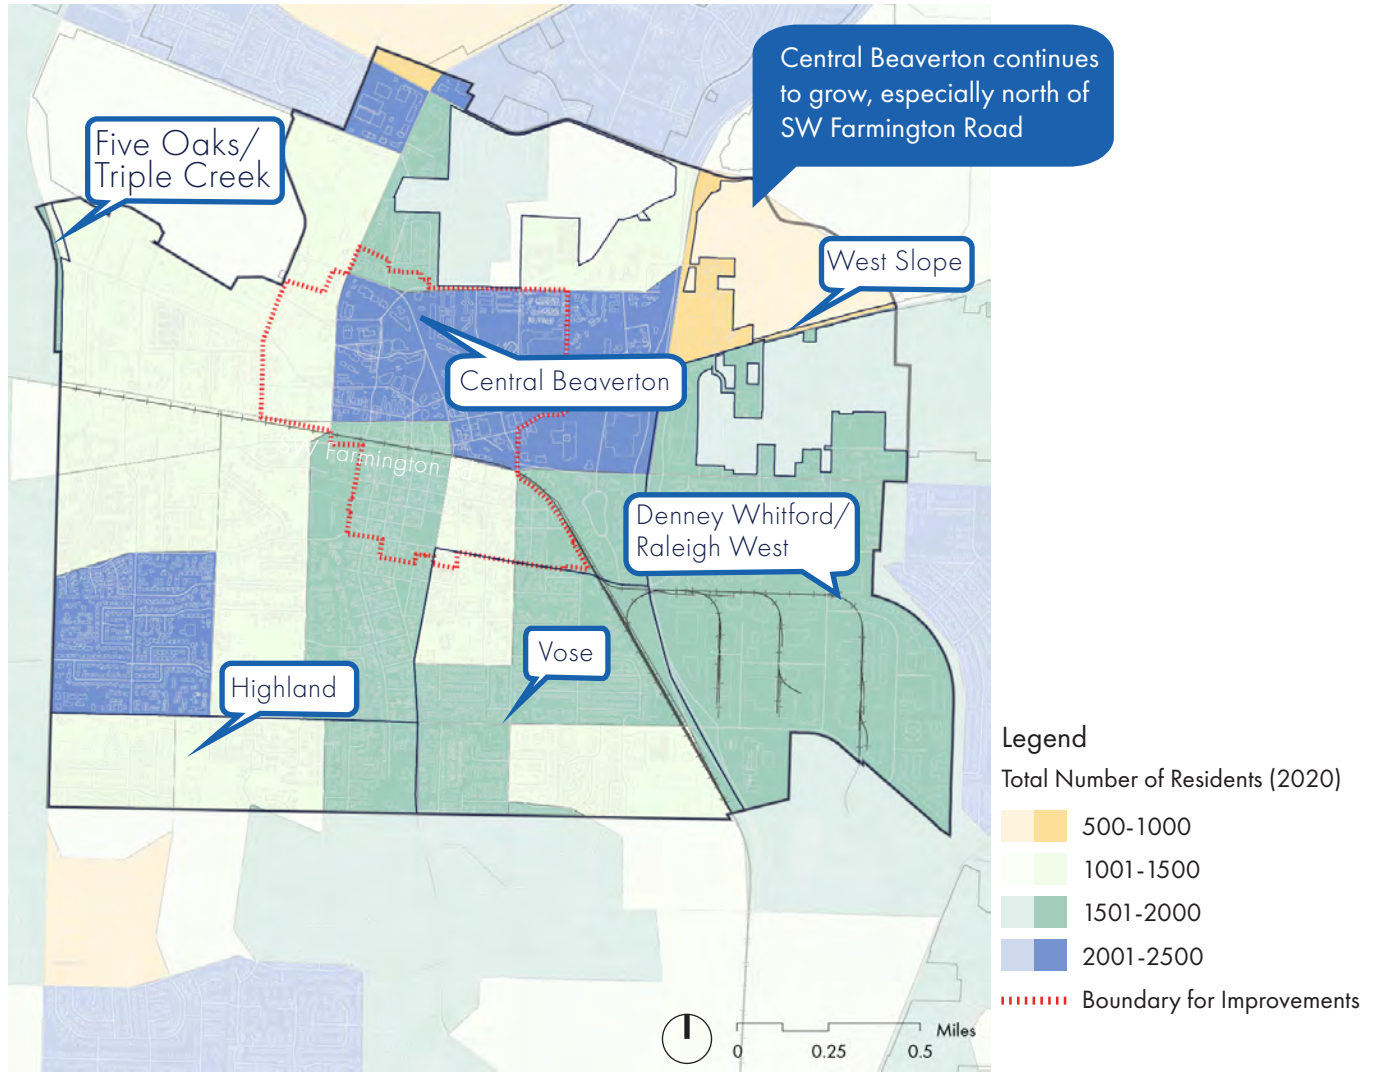 Central Beaverton continues
to grow, especially north of
SW Farmington Road
Five Oaks/
Triple Creek
West Slope
Central Beaverton
SW Farmington
Denney Whitford/
Raleigh West
Vose
Highland
Legend
Total Number of Residents (2020)
500-1000
1001-1500
1501-2000
2001-2500
Boundary for Improvements
Miles
0 0.25 0.5